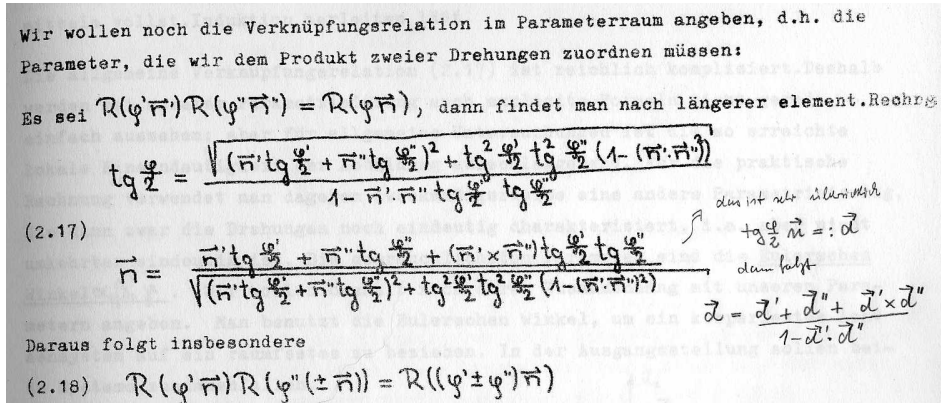 Wir wollen noch die Verknüpfungsrelation im Parameterraum angeben, d.h. die
Parameter, die wir dem Produkt zweier Drehungen zuordnen müssen:
Es sei R(φ'n⃗')R(φ"n⃗") = R(φn⃗), dann findet man nach längerer element.Rechng
tg φ/2 = √((n⃗'tg φ'/2 + n⃗"tg φ"/2)² + tg² φ'/2 tg² φ"/2 (1 - (n⃗'·n⃗")²)) / (1 - n⃗'·n⃗" tg φ'/2 tg φ"/2)
das ist sehr
(2.17)
tg φ/2 n⃗ =: d⃗
n⃗ = (n⃗'tg φ'/2 + n⃗"tg φ"/2 + (n⃗'×n⃗")tg φ'/2 tg φ"/2) / √((n⃗'tg φ'/2 + n⃗"tg φ"/2)² + tg² φ'/2 tg² φ"/2 (1-(n⃗'·n⃗")²))
dann folgt
d⃗ = (d⃗' + d⃗" + d⃗'×d⃗") / (1-d⃗'·d⃗")
Daraus folgt insbesondere
(2.18) R(φ'n⃗')R(φ"(±n⃗)) = R((φ'±φ")n⃗)